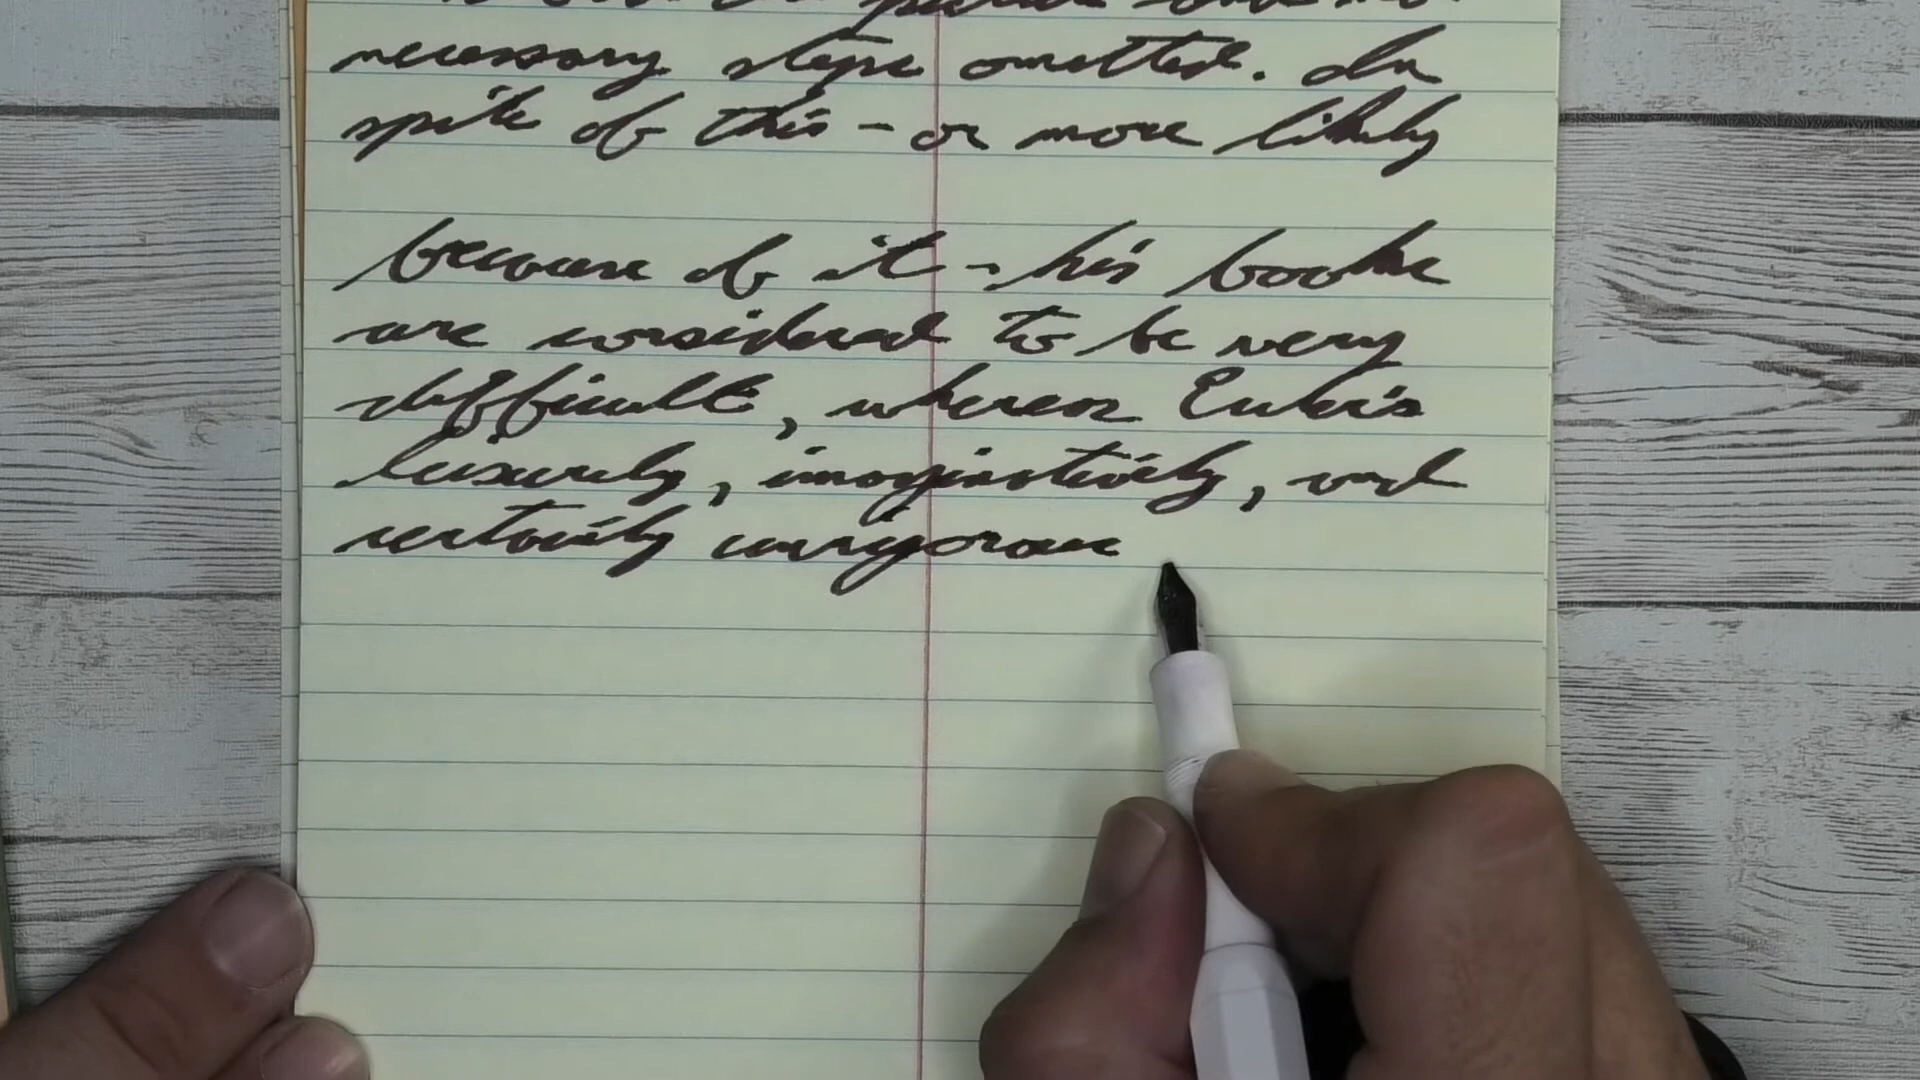 necessary steps omitted. In
spite of this - or more likely
because of it - his books
are considered to be very
difficult, whereas Euler's
leisurely, imaginatively, and
certainly